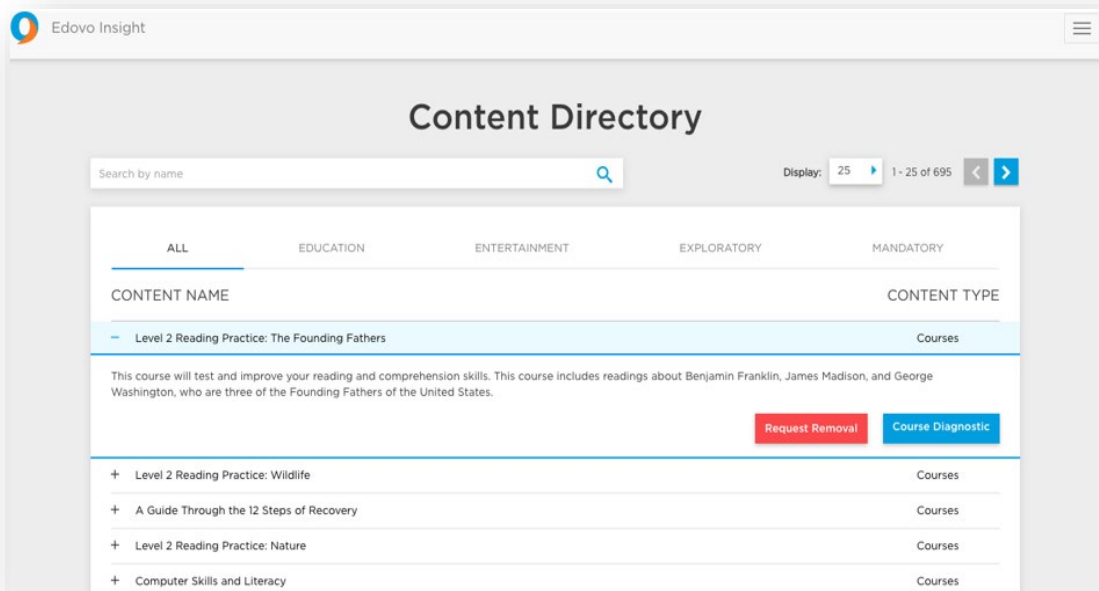 Edovo Insight
Content Directory
Search by name
Display: 25 1 - 25 of 695
ALL EDUCATION ENTERTAINMENT EXPLORATORY MANDATORY
CONTENT NAME CONTENT TYPE
Level 2 Reading Practice: The Founding Fathers Courses
This course will test and improve your reading and comprehension skills. This course includes readings about Benjamin Franklin, James Madison, and George
Washington, who are three of the Founding Fathers of the United States.
Request Removal Course Diagnostic
Level 2 Reading Practice: Wildlife Courses
A Guide Through the 12 Steps of Recovery Courses
Level 2 Reading Practice: Nature Courses
Computer Skills and Literacy Courses